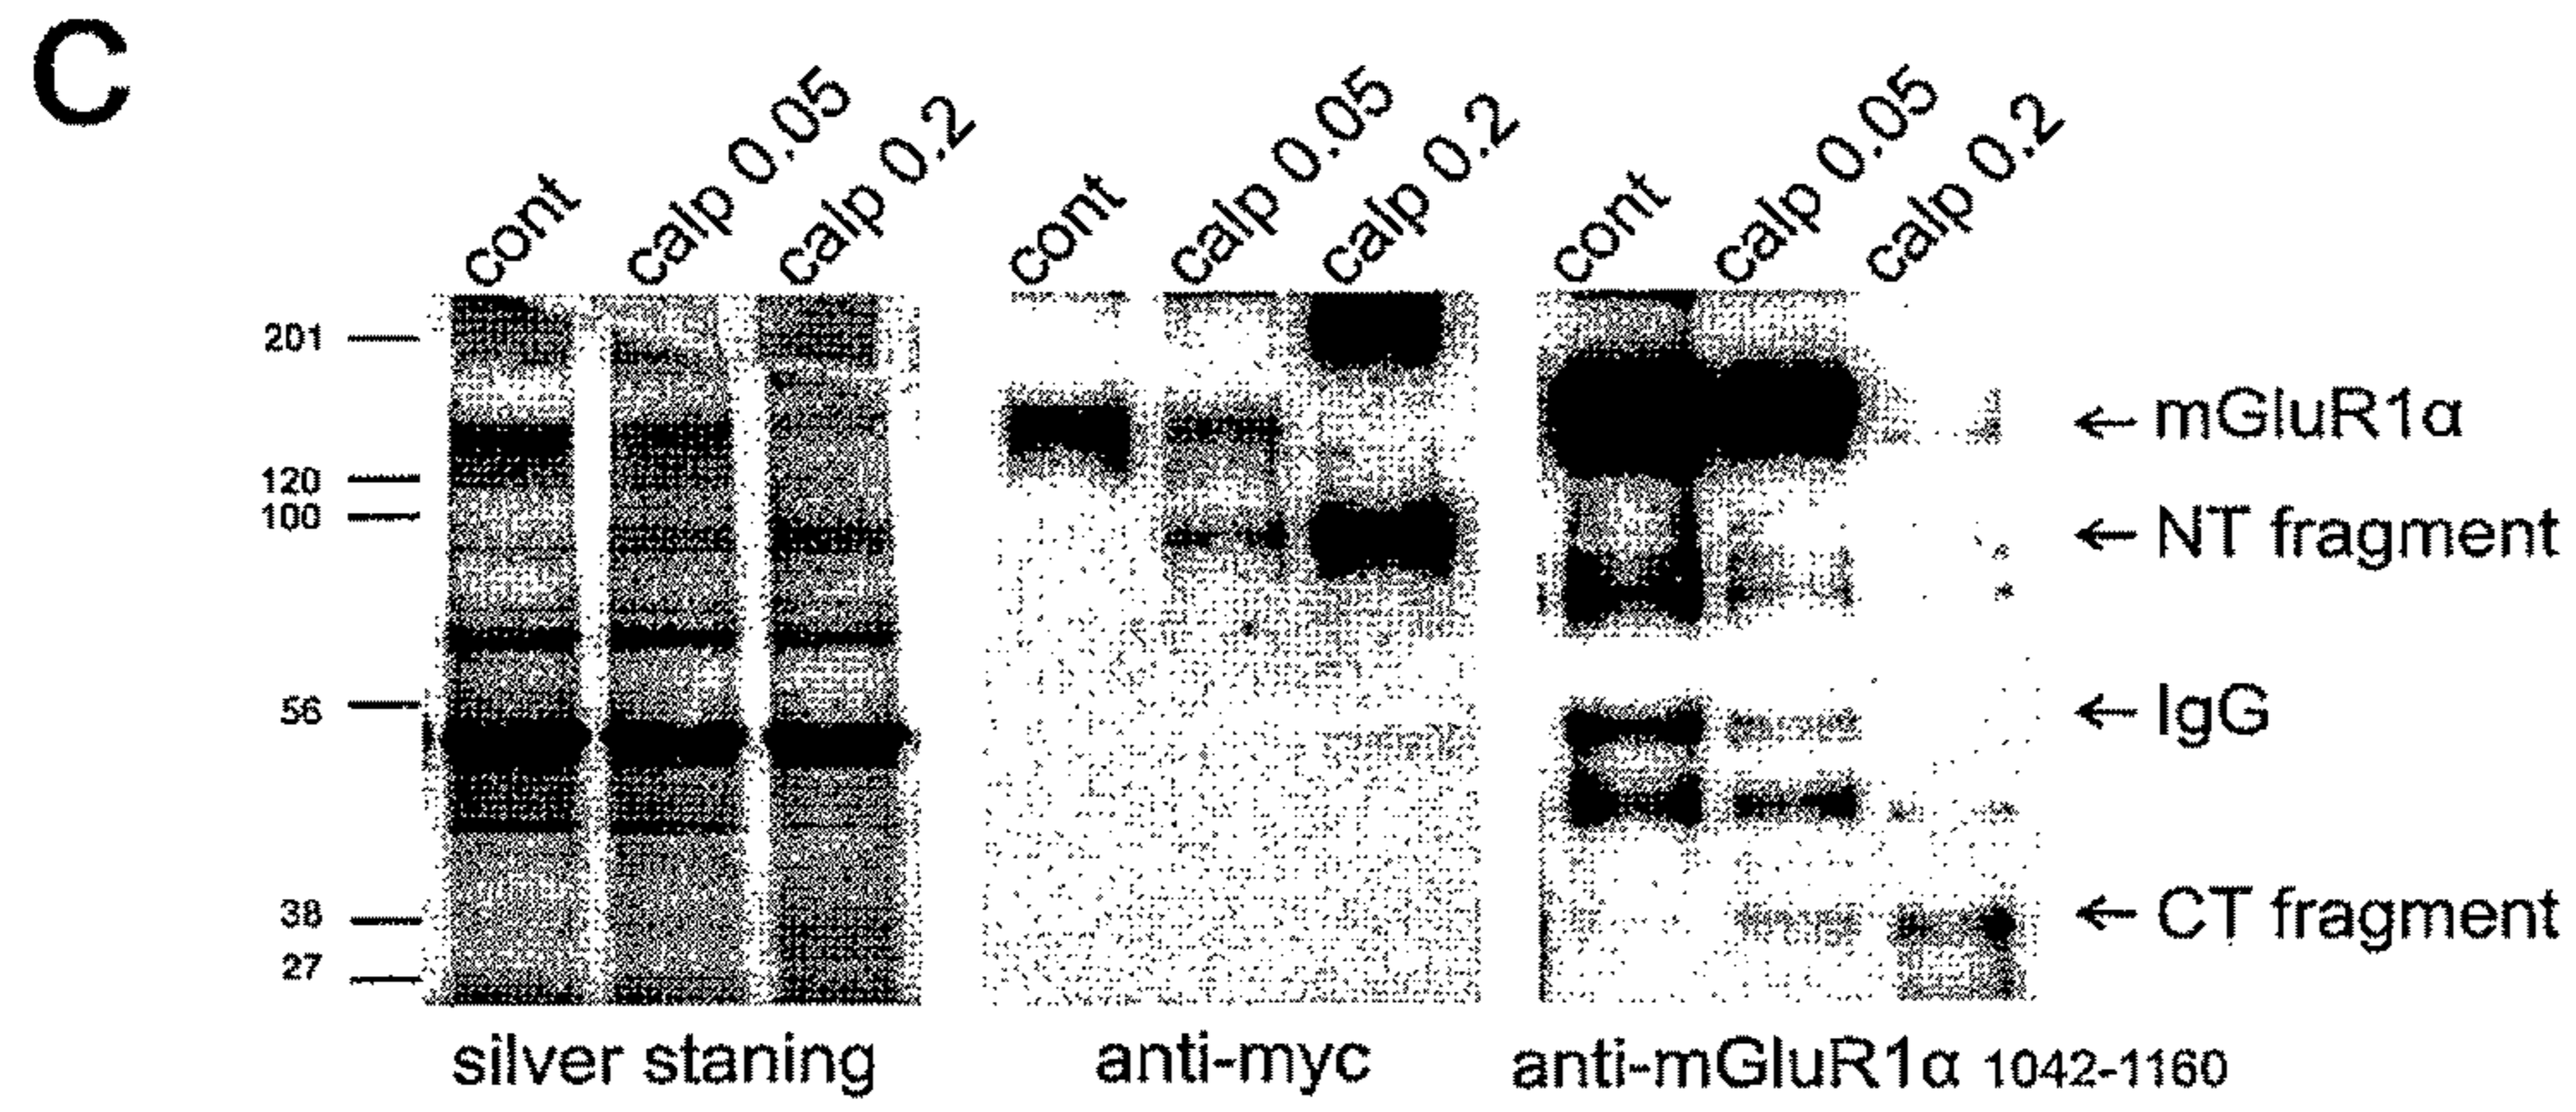 C
cont calp 0.05 calp 0.2 cont calp 0.05 calp 0.2 cont calp 0.05 calp 0.2
201
120
100
56
38
27
← mGluR1α
← NT fragment
← IgG
← CT fragment
silver staning anti-myc anti-mGluR1α 1042-1160